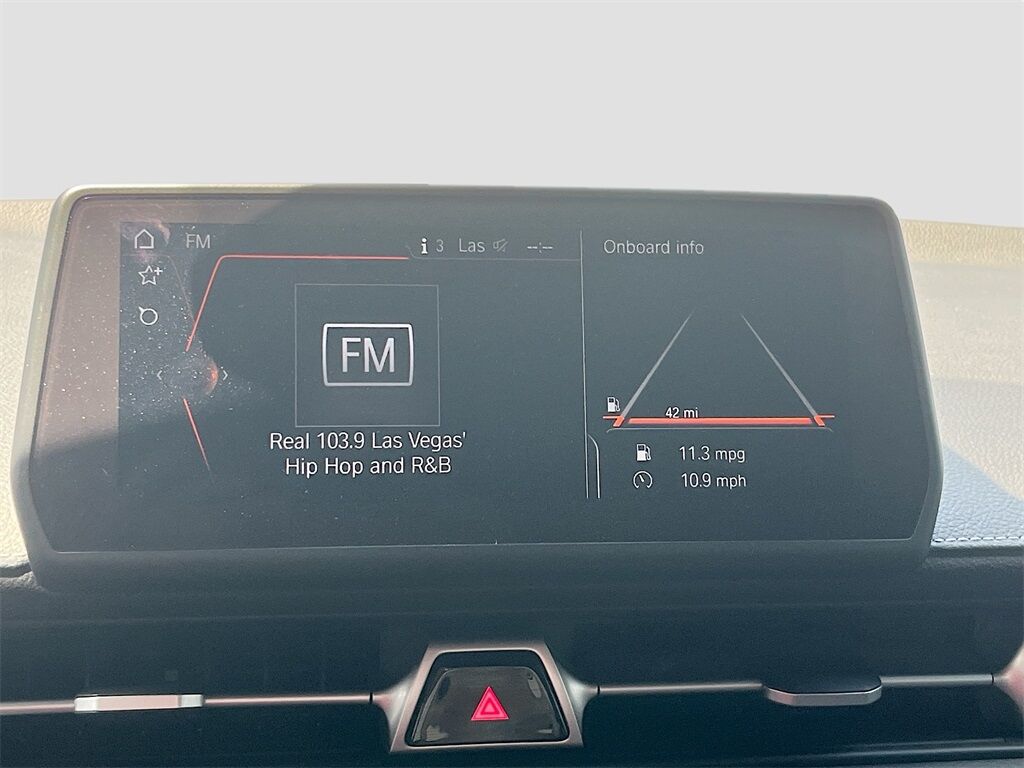 FM
i 3 Las --:--
FM
Real 103.9 Las Vegas'
Hip Hop and R&B
Onboard info
42 mi
11.3 mpg
10.9 mph